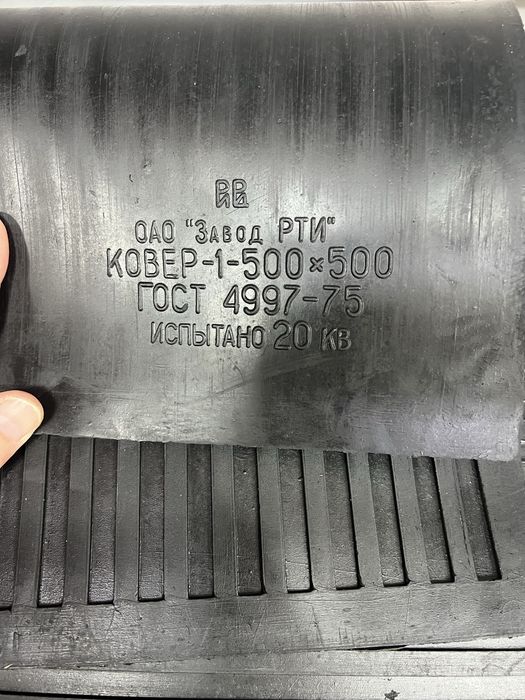 ОАО "Завод РТИ"
КОВЕР-1-500×500
ГОСТ 4997-75
ИСПЫТАНО 20 КВ